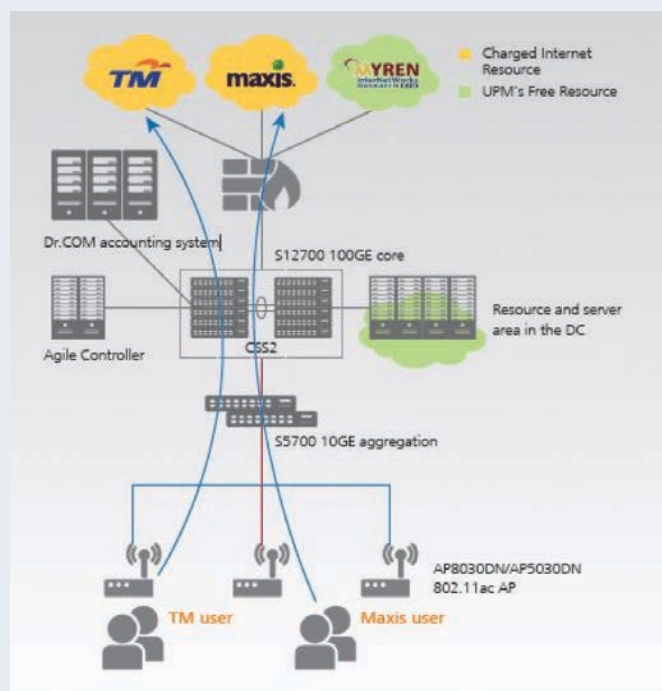 TM
maxis.
MYREN
Charged Internet
Resource
UPM's Free Resource
Dr.COM accounting system
S12700 100GE core
CSS2
Agile Controller
Resource and server
area in the DC
S5700 10GE aggregation
AP8030DN/AP5030DN
802.11ac AP
TM user
Maxis user